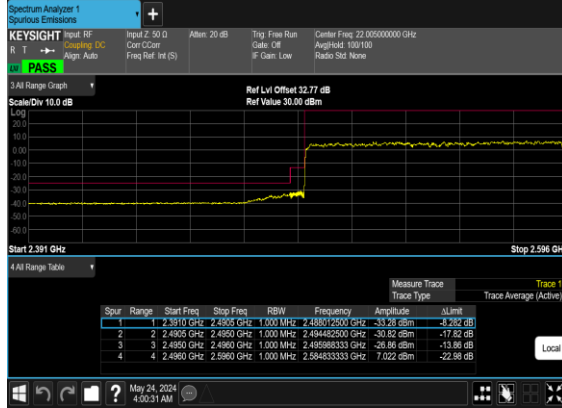 Spectrum Analyzer 1
Spurious Emissions
+
KEYSIGHT Input: RF Input Z: 50 Ω Atten: 20 dB Trig: Free Run Center Freq: 22.005000000 GHz
R T Coupling: DC Corr CCorr Gate: Off Avg|Hold: 100/100
Align: Auto Freq Ref: Int (S) IF Gain: Low Radio Std: None
PASS
3 All Range Graph
Ref Lvl Offset 32.77 dB
Scale/Div 10.0 dB Ref Value 30.00 dBm
Log
20.0
10.0
0.00
-10.0
-20.0
-30.0
-40.0
-50.0
-60.0
Start 2.391 GHz Stop 2.596 GH
4 All Range Table
Measure Trace Trace 1
Trace Type Trace Average (Active)
Spur Range Start Freq Stop Freq RBW Frequency Amplitude ΔLimit
1 1 2.3910 GHz 2.4905 GHz 1.000 MHz 2.488012500 GHz -33.28 dBm -8.282 dB
2 2 2.4905 GHz 2.4950 GHz 1.000 MHz 2.494482500 GHz -30.82 dBm -17.82 dB
3 3 2.4950 GHz 2.4960 GHz 1.000 MHz 2.495988333 GHz -26.86 dBm -13.86 dB
4 4 2.4960 GHz 2.5960 GHz 1.000 MHz 2.584833333 GHz 7.022 dBm -22.98 dB
Local
?
May 24, 2024
4:00:31 AM